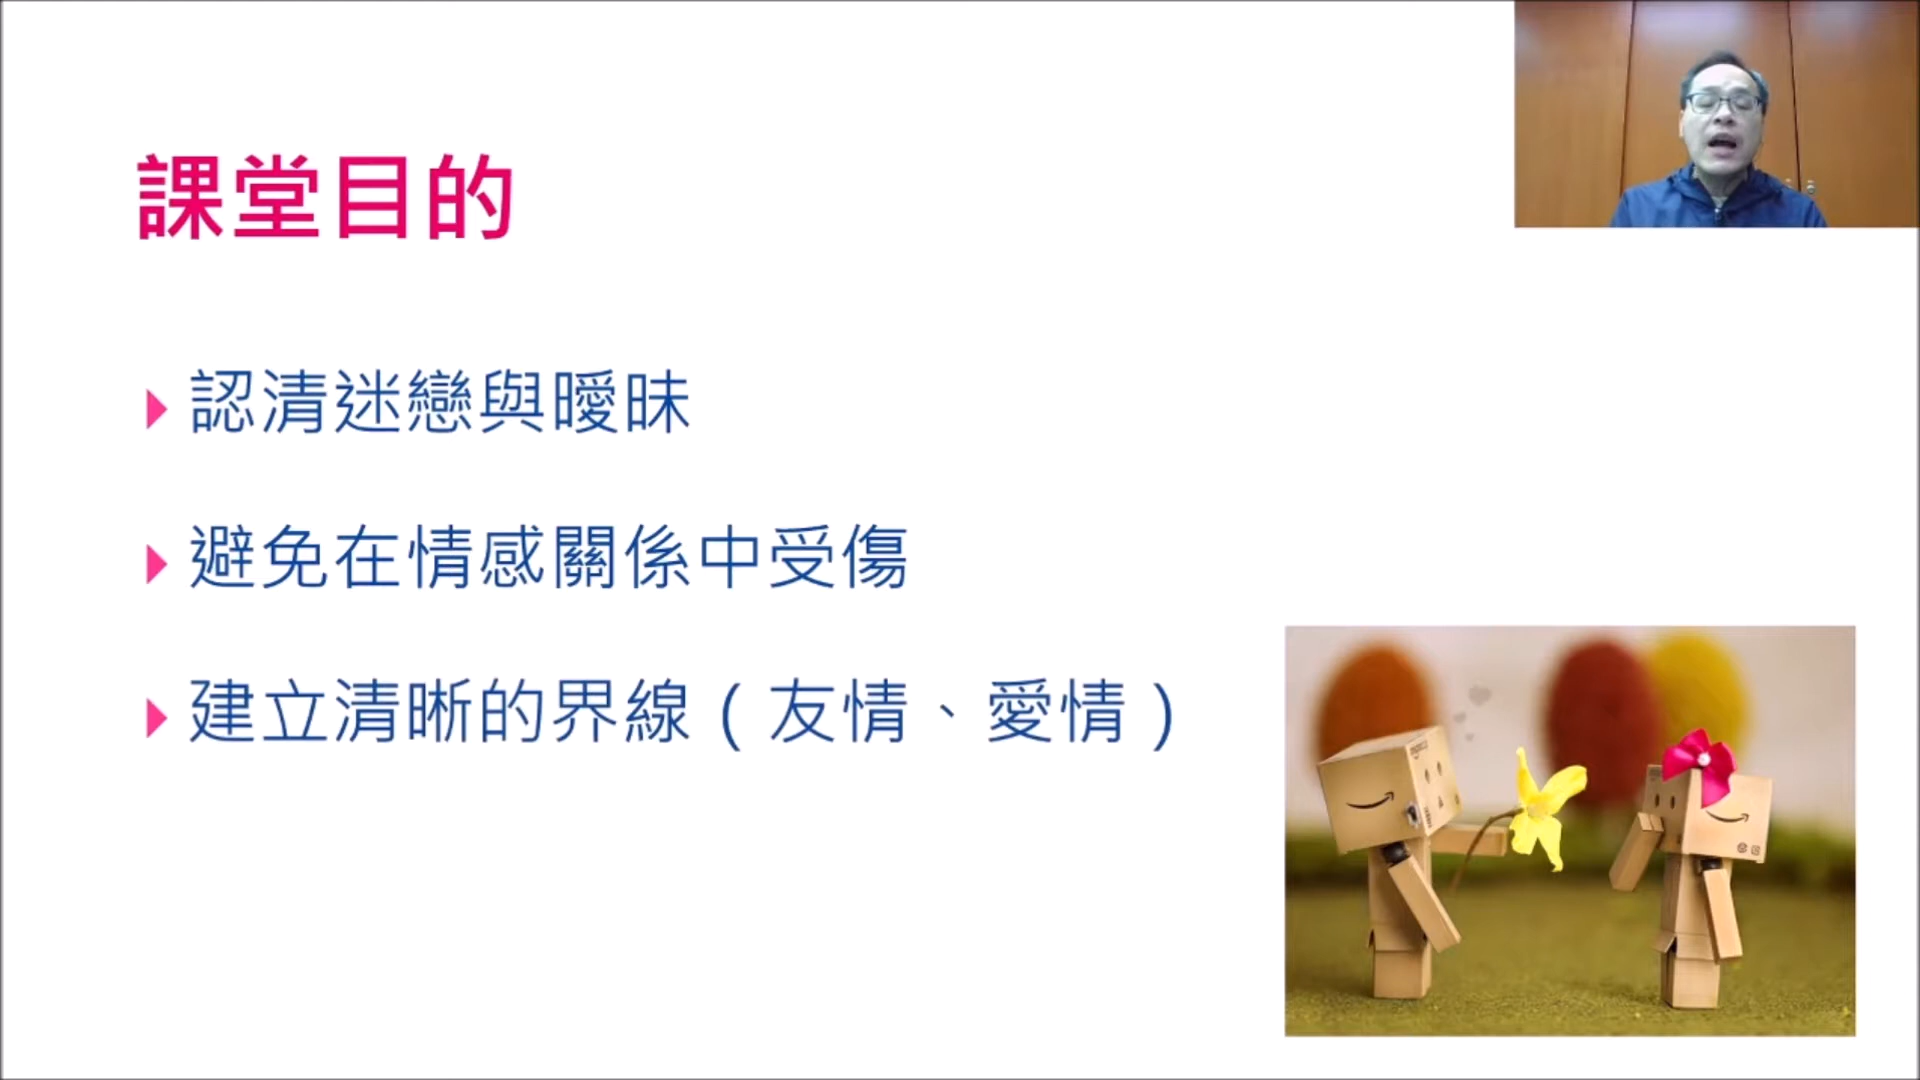 課堂目的
認清迷戀與曖昧
避免在情感關係中受傷
建立清晰的界線（友情、愛情）